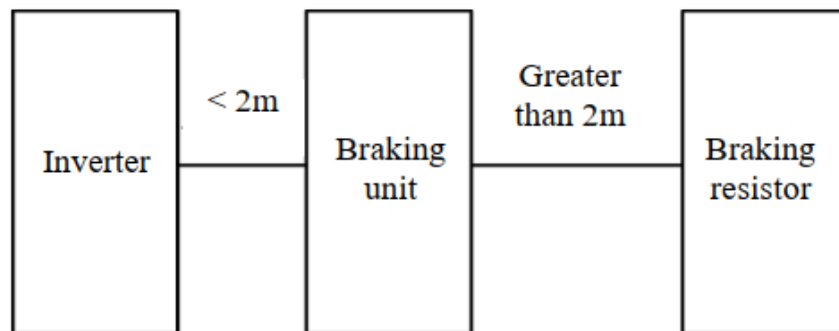 Inverter
< 2m
Braking
unit
Greater
than 2m
Braking
resistor